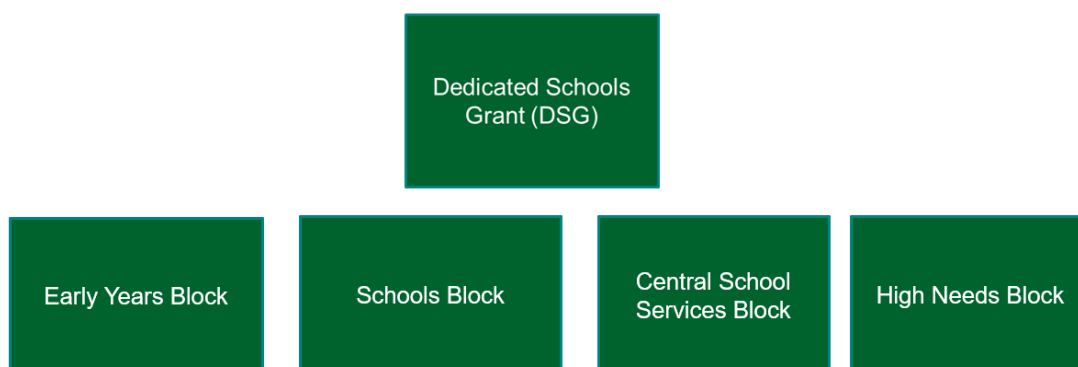 Dedicated Schools
Grant (DSG)
Early Years Block
Schools Block
Central School
Services Block
High Needs Block